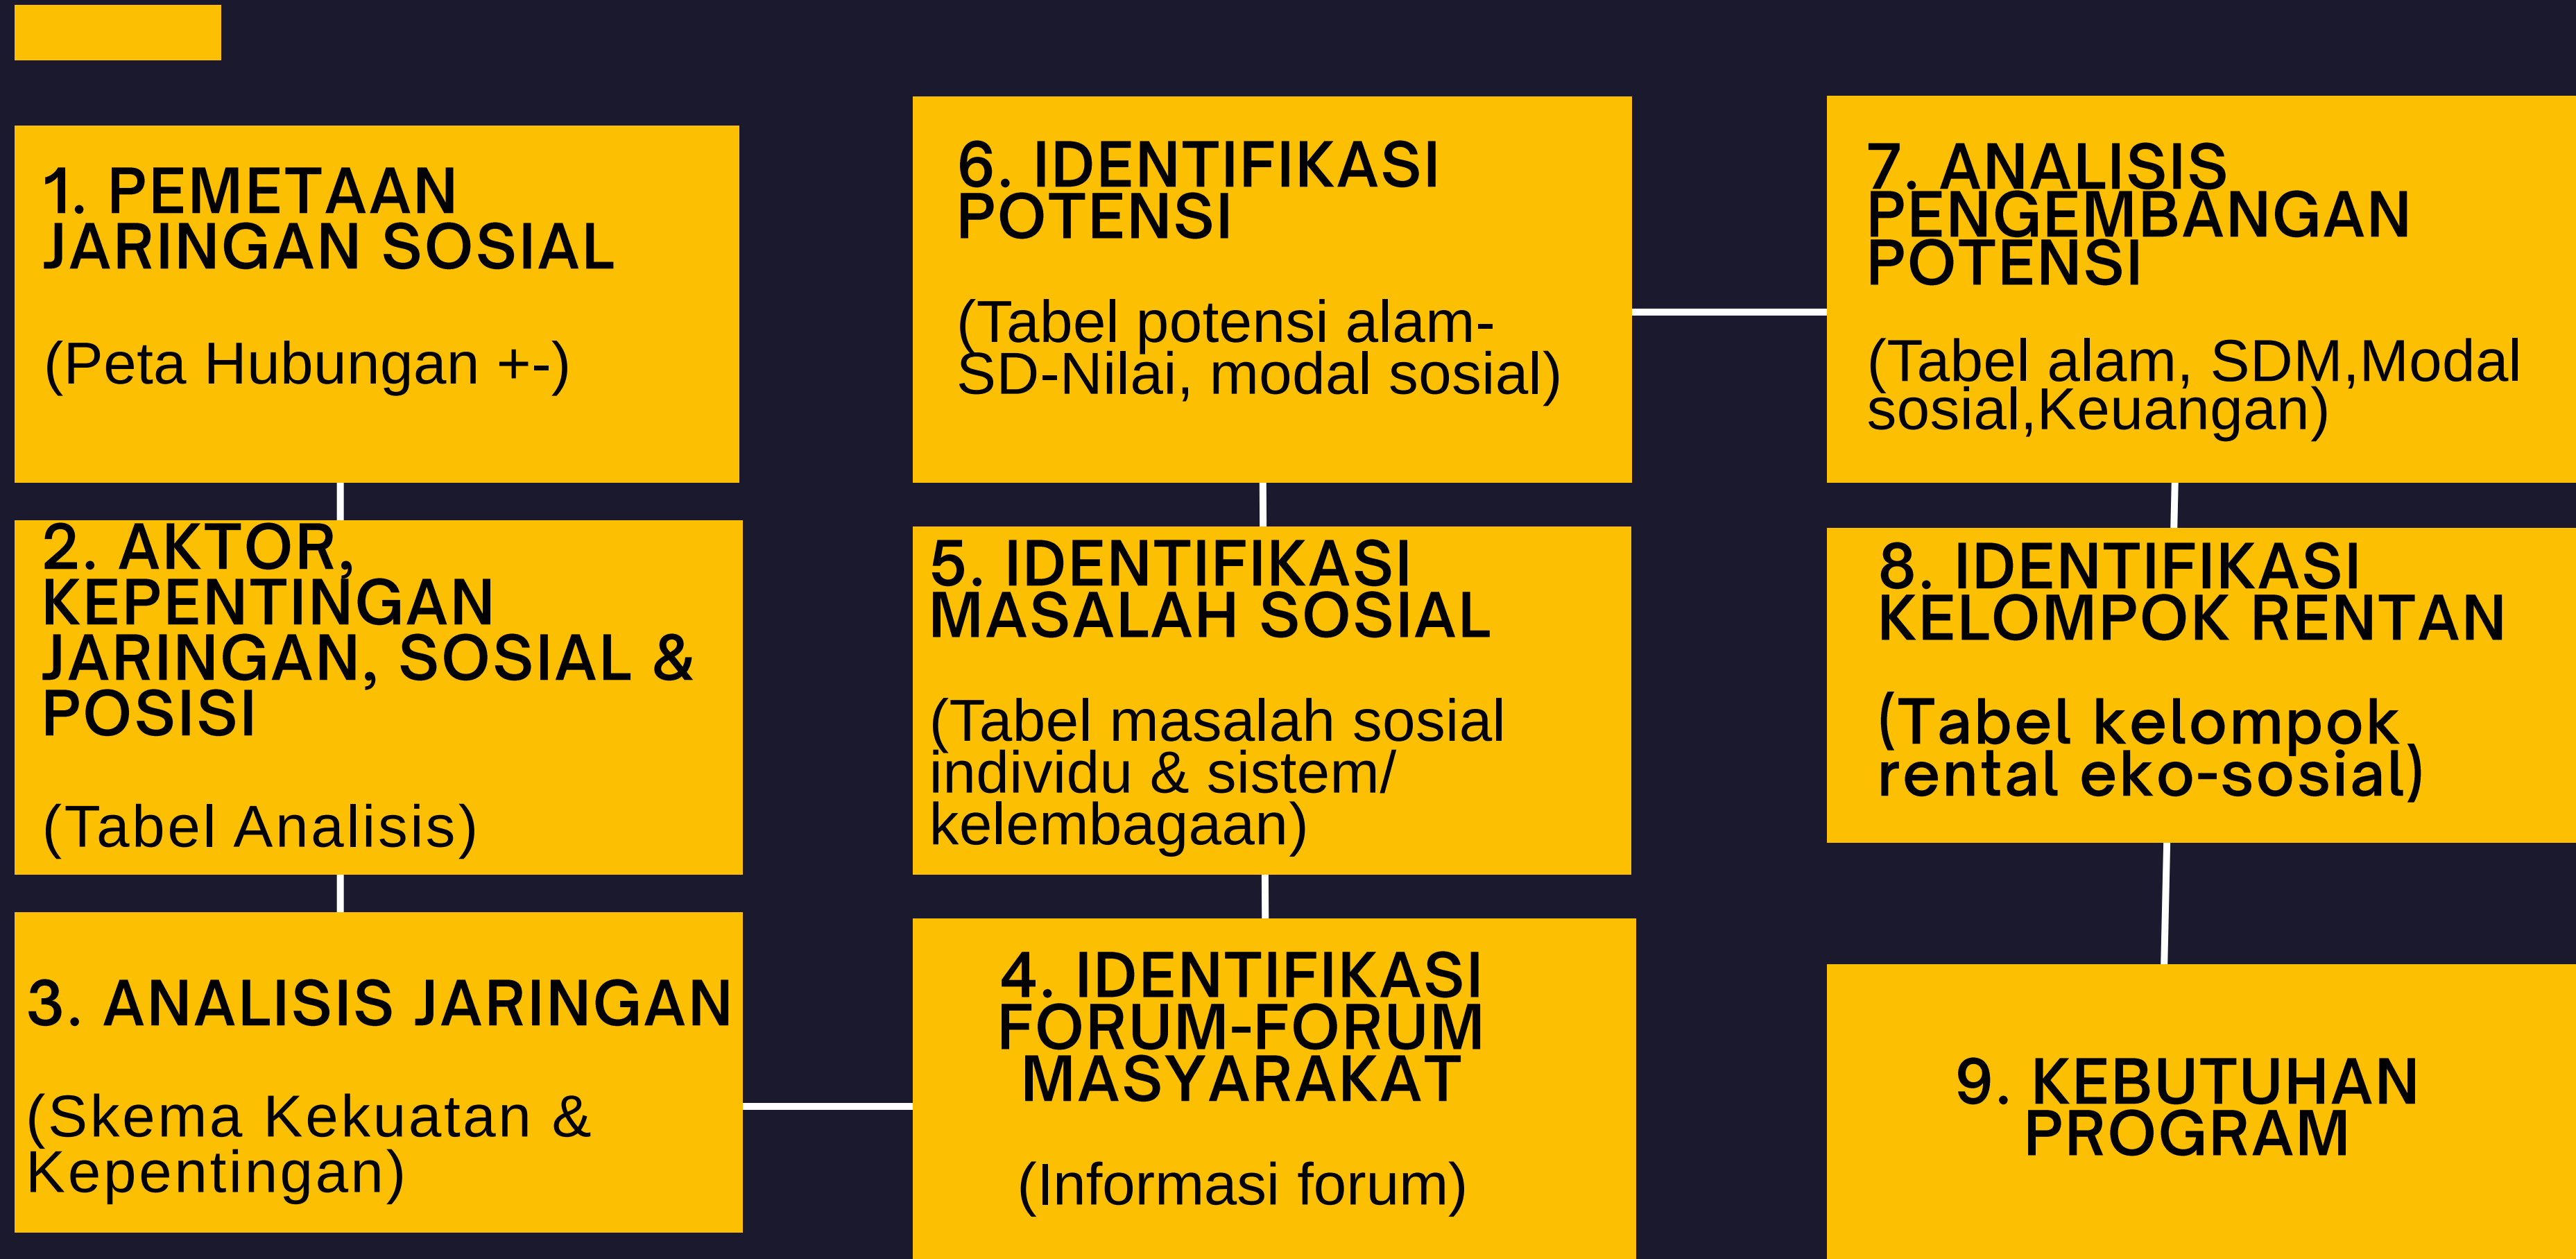 1. PEMETAAN
JARINGAN SOSIAL
(Peta Hubungan +-)
2. AKTOR,
KEPENTINGAN
JARINGAN, SOSIAL &
POSISI
(Tabel Analisis)
3. ANALISIS JARINGAN
(Skema Kekuatan &
Kepentingan)
4. IDENTIFIKASI
FORUM-FORUM
MASYARAKAT
(Informasi forum)
5. IDENTIFIKASI
MASALAH SOSIAL
(Tabel masalah sosial
individu & sistem/
kelembagaan)
6. IDENTIFIKASI
POTENSI
(Tabel potensi alam-
SD-Nilai, modal sosial)
7. ANALISIS
PENGEMBANGAN
POTENSI
(Tabel alam, SDM,Modal
sosial,Keuangan)
8. IDENTIFIKASI
KELOMPOK RENTAN
(Tabel kelompok
rental eko-sosial)
9. KEBUTUHAN
PROGRAM